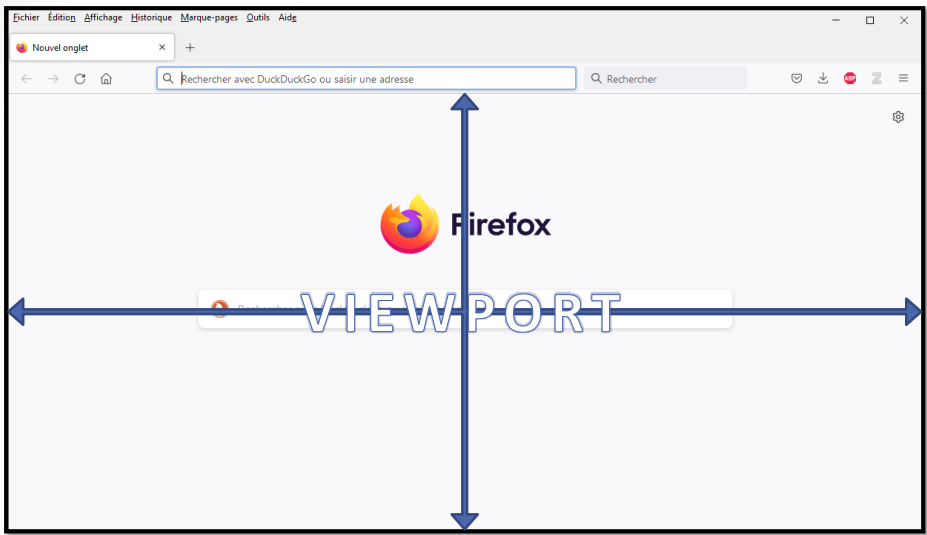 Fichier Édition Affichage Historique Marque-pages Outils Aide
Nouvel onglet
Rechercher avec DuckDuckGo ou saisir une adresse
Rechercher
ABP
Z
Firefox
Rechercher
VIEWPORT